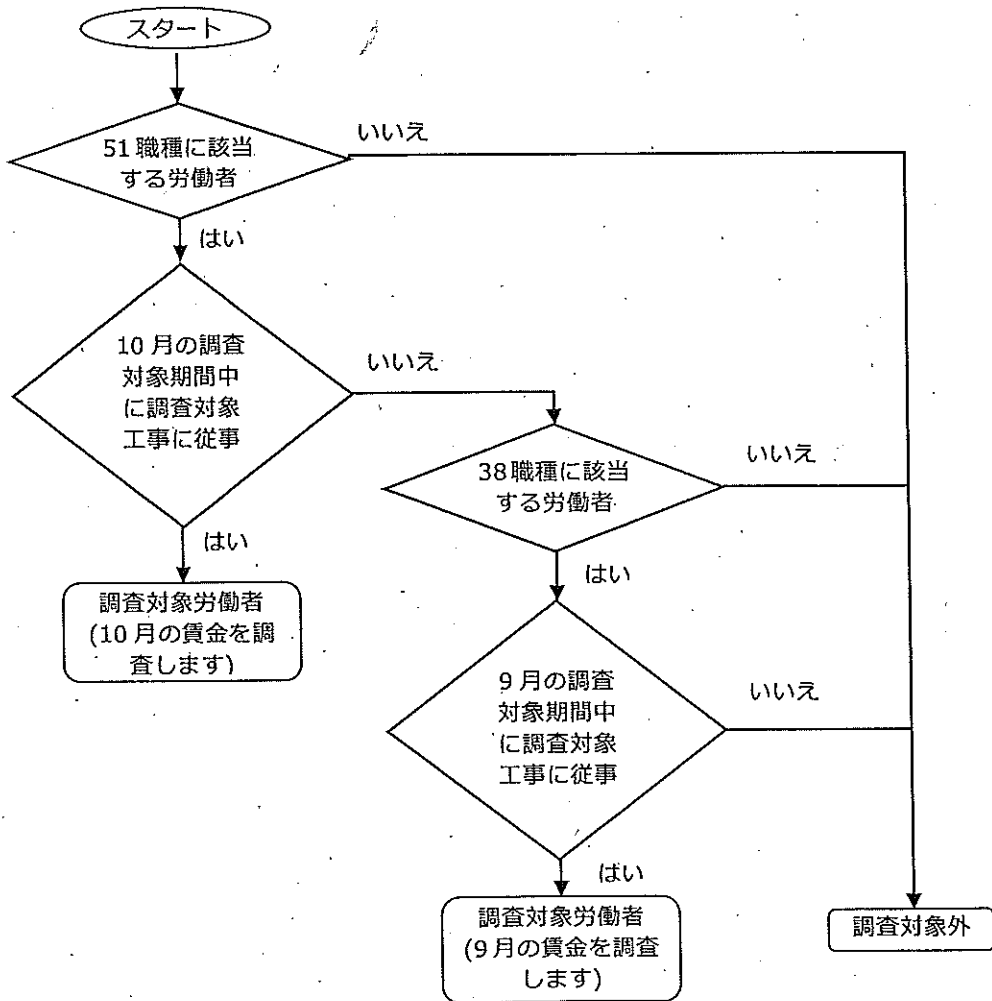 スタート
51職種に該当
する労働者
いいえ
はい
10月の調査
対象期間中
に調査対象
工事に従事
いいえ
はい
調査対象労働者
(10月の賃金を調
査します)
38職種に該当
する労働者
いいえ
はい
9月の調査
対象期間中
に調査対象
工事に従事
いいえ
はい
調査対象労働者
(9月の賃金を調査
します)
調査対象外